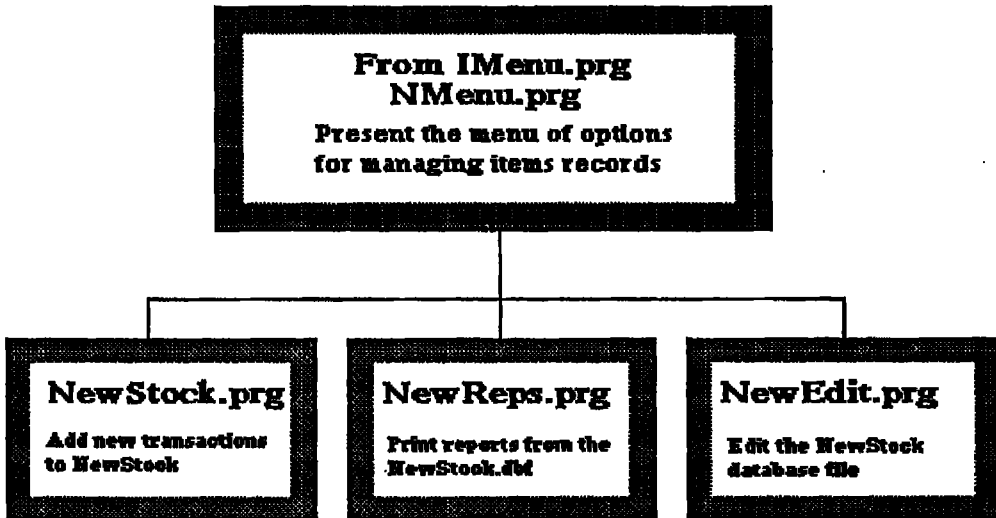 From IMenu.prg
NMenu.prg
Present the menu of options
for managing items records
NewStock.prg
Add new transactions
to NewStock
NewReps.prg
Print reports from the
NewStock.dbf
NewEdit.prg
Edit the NewStock
database file